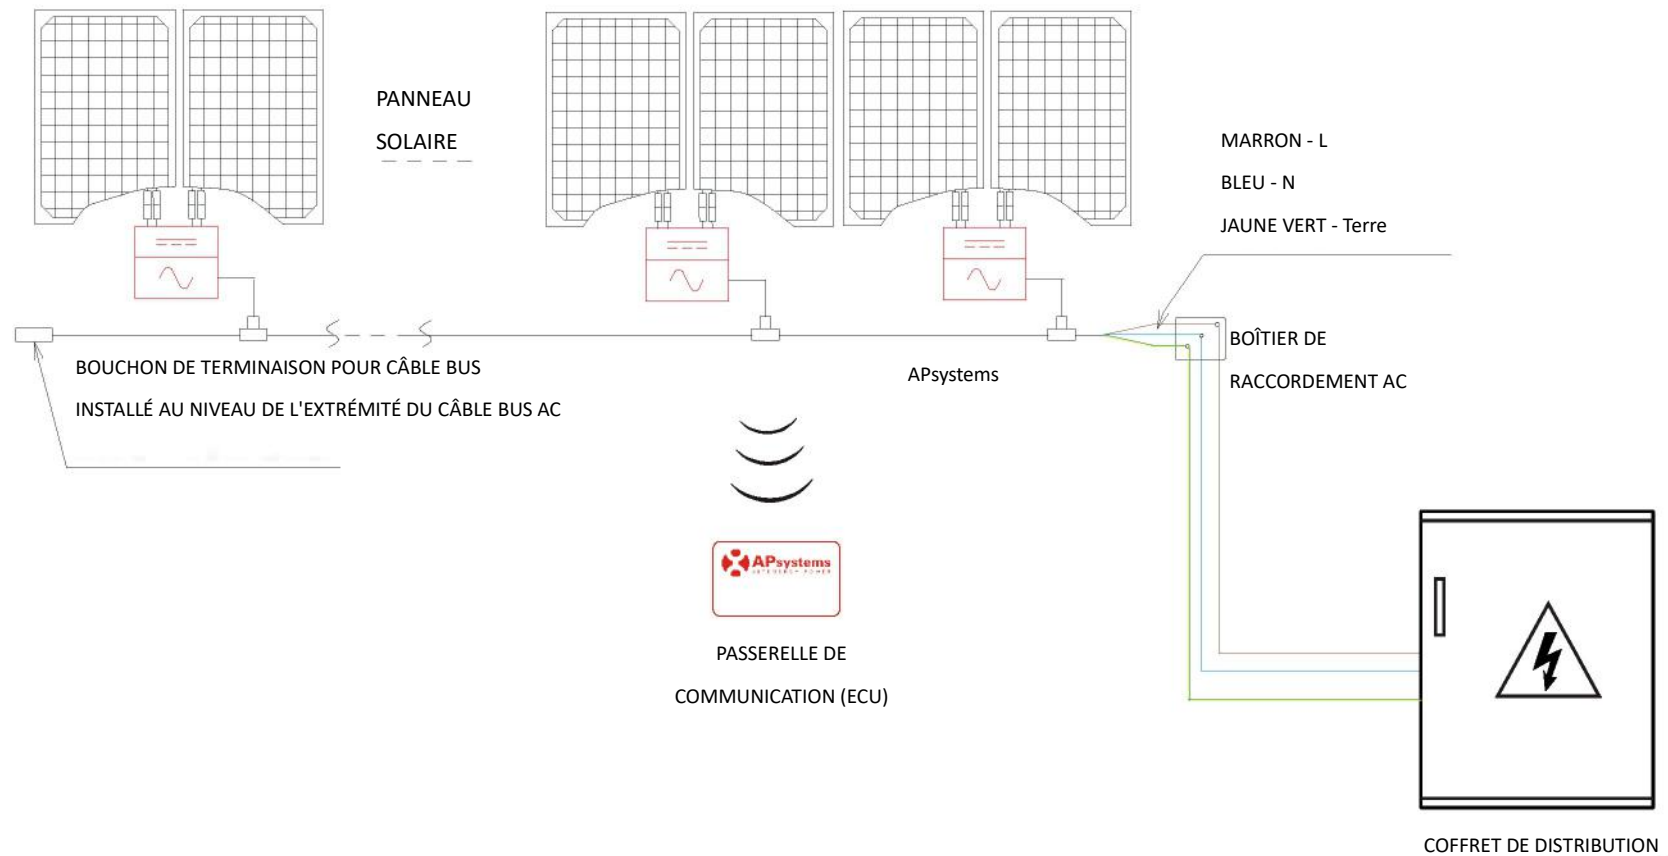 PANNEAU
SOLAIRE
MARRON - L
BLEU - N
JAUNE VERT - Terre
BOÎTIER DE
RACCORDEMENT AC
BOUCHON DE TERMINAISON POUR CÂBLE BUS
INSTALLÉ AU NIVEAU DE L'EXTRÉMITÉ DU CÂBLE BUS AC
APsystems
APsystems
PASSERELLE DE
COMMUNICATION (ECU)
COFFRET DE DISTRIBUTION